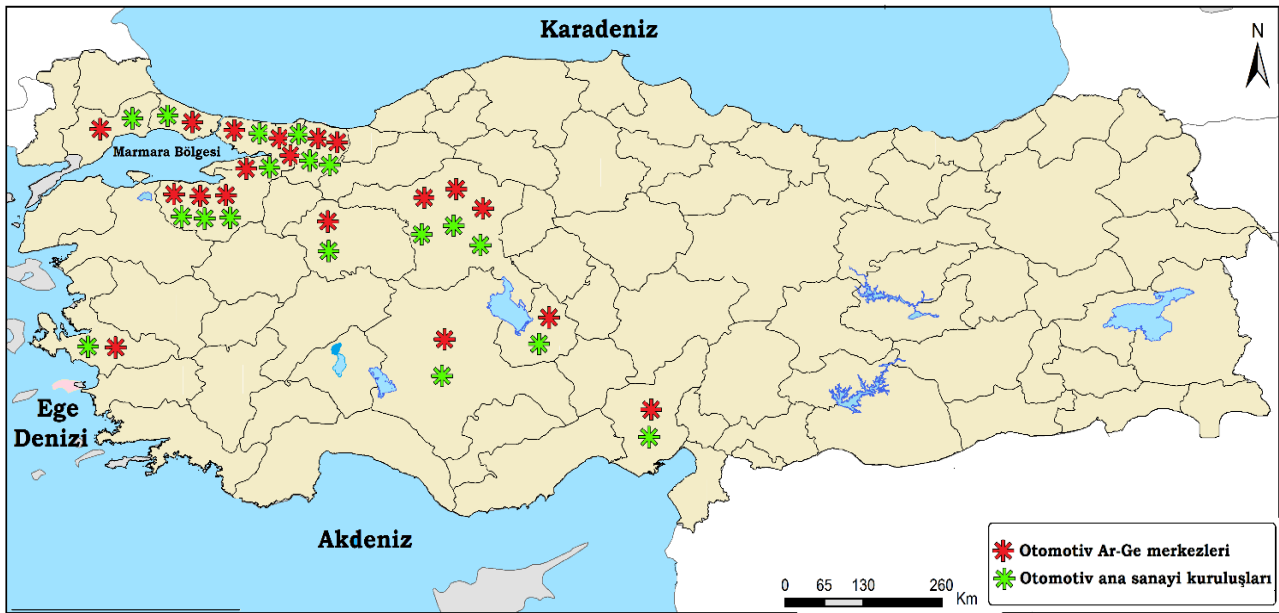 Karadeniz
N
Marmara Bölgesi
Ege
Denizi
Akdeniz
Otomotiv Ar-Ge merkezleri
Otomotiv ana sanayi kuruluşları
0 65 130 260 Km